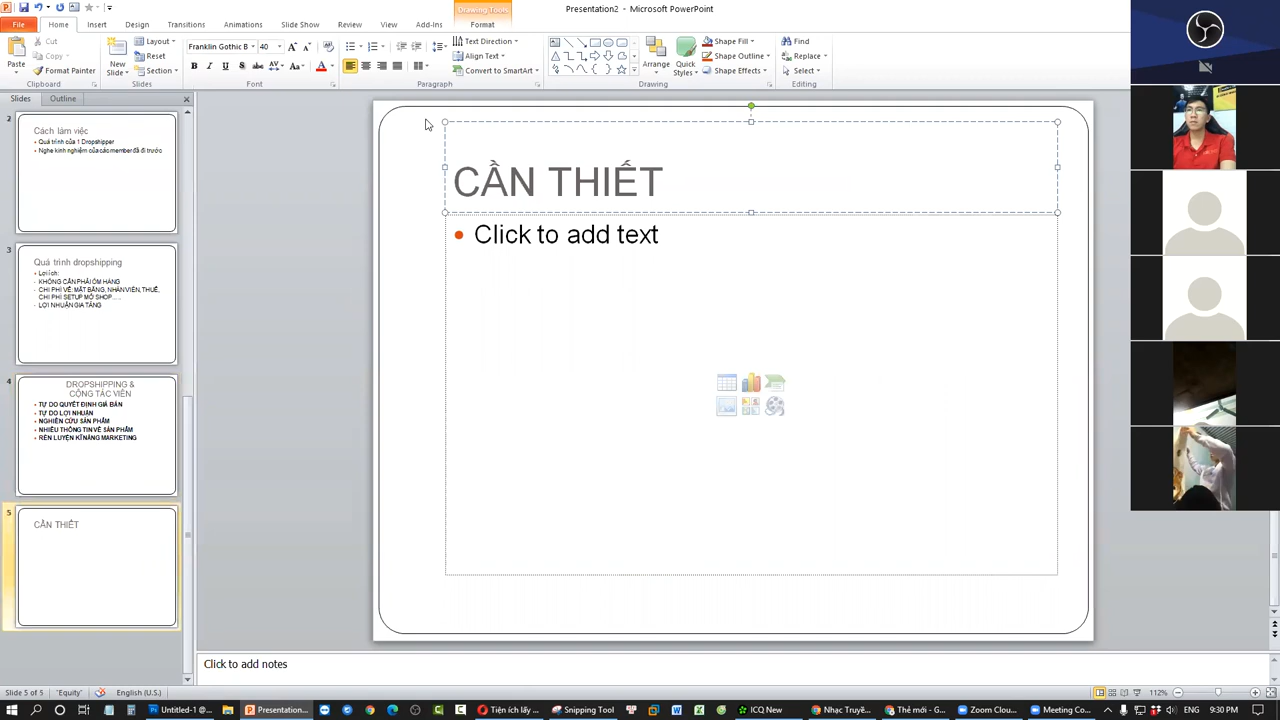 Drawing Tools
Presentation2 - Microsoft PowerPoint
File Home Insert Design Transitions Animations Slide Show Review View Add-Ins Format
Cut
Copy
Format Painter
Paste
Clipboard
New Slide
Layout
Reset
Section
Slides
Franklin Gothic B 40
Font
Text Direction
Align Text
Convert to SmartArt
Paragraph
Arrange
Quick Styles
Shape Fill
Shape Outline
Shape Effects
Drawing
Find
Replace
Select
Editing
Slides Outline
2
Cách làm việc
Quá trình của 1 Dropshipper
Nghe kinh nghiệm của các member đã đi trước
3
Quá trình dropshipping
Lợi ích:
KHÔNG CẦN PHẢI ÔM HÀNG
CHI PHÍ VỀ: MẶT BẰNG, NHÂN VIÊN, THUẾ,
CHI PHÍ SETUP MỞ SHOP.....
LỢI NHUẬN GIA TĂNG
4
DROPSHIPPING &
CỘNG TÁC VIÊN
TỰ DO QUYẾT ĐỊNH GIÁ BÁN
TỰ DO LỢI NHUẬN
NGHIÊN CỨU SẢN PHẨM
NHIỀU THÔNG TIN VỀ SẢN PHẨM
RÈN LUYỆN KĨ NĂNG MARKETING
5
CẦN THIẾT
CẦN THIẾT
Click to add text
Click to add notes
Slide 5 of 5 "Equity" English (U.S.) 112%
Untitled-1 @... Presentation... Tiện ích lấy ... Snipping Tool ICQ New Nhạc Truyề... Thẻ mới - G... Zoom Cloud... Meeting Co... ENG 9:30 PM